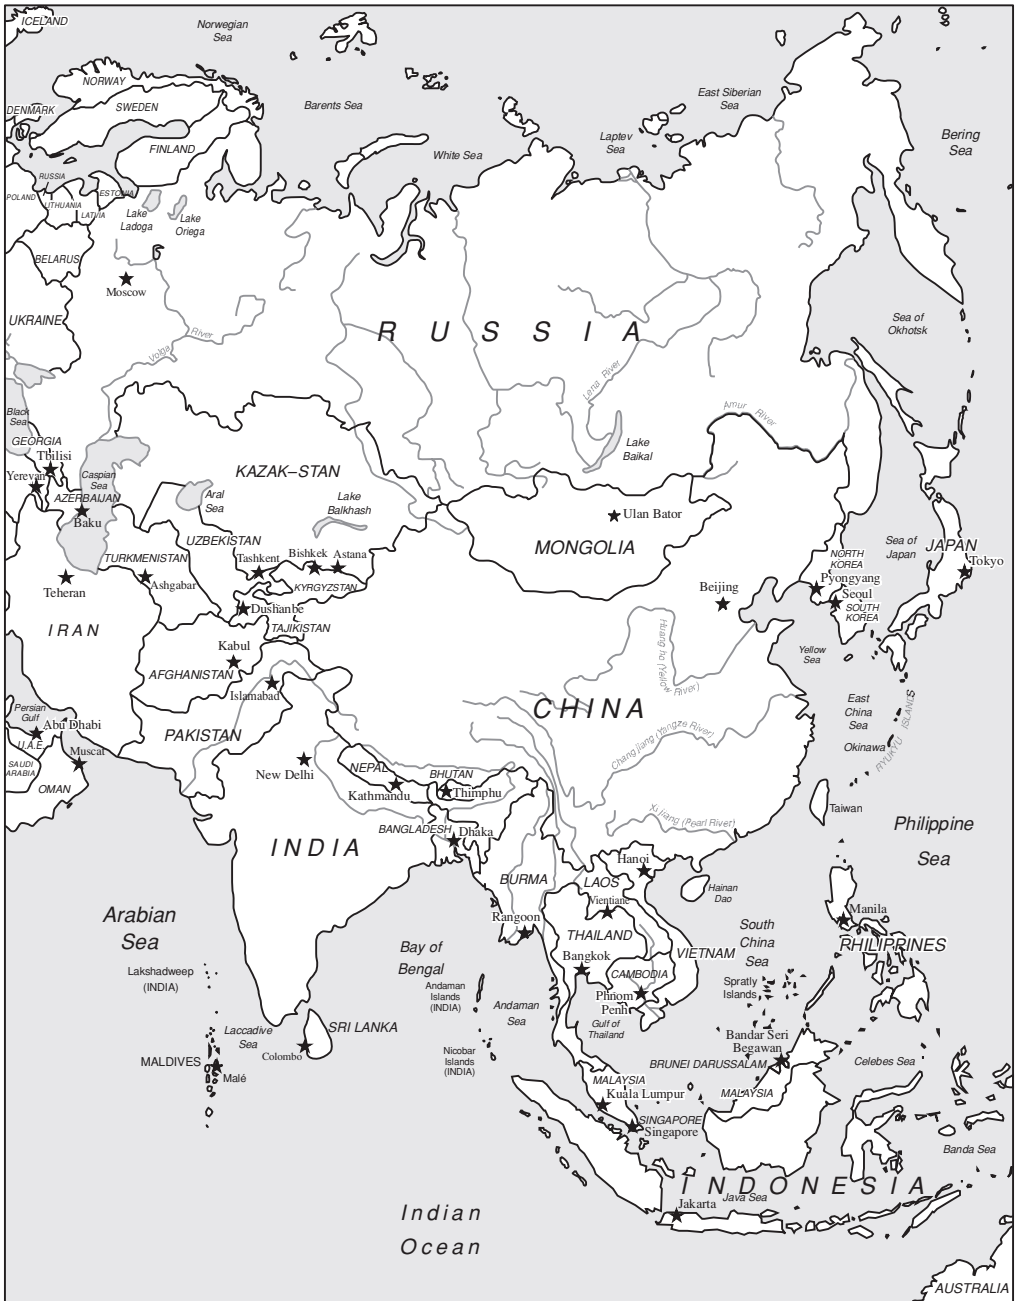 ICELAND
Norwegian
Sea
NORWAY
SWEDEN
DENMARK
FINLAND
Barents Sea
White Sea
Laptev
Sea
East Siberian
Sea
Bering
Sea
RUSSIA
POLAND
LITHUANIA
LATVIA
ESTONIA
Lake
Ladoga
Lake
Oriega
BELARUS
Moscow
UKRAINE
Volga
River
RUSSIA
Lena River
Amur River
Sea of
Okhotsk
Black
Sea
GEORGIA
Tbilisi
Yerevan
AZERBAIJAN
Baku
Caspian
Sea
KAZAK–STAN
Aral
Sea
Lake
Balkhash
Lake
Baikal
Ulan Bator
MONGOLIA
UZBEKISTAN
TURKMENISTAN
Tashkent
Bishkek
Astana
KYRGYZSTAN
Ashgabar
Teheran
Dushanbe
TAJIKISTAN
IRAN
Kabul
AFGHANISTAN
Islamabad
PAKISTAN
Persian
Gulf
Abu Dhabi
U.A.E.
SAUDI
ARABIA
Muscat
OMAN
Beijing
NORTH
KOREA
Pyongyang
Seoul
SOUTH
KOREA
Sea of
Japan
JAPAN
Tokyo
Yellow
Sea
Huang ho (Yellow River)
CHINA
Chang jiang (Yangze River)
Xi jiang (Pearl River)
East
China
Sea
Okinawa
RYUKYU ISLANDS
Taiwan
Philippine
Sea
New Delhi
NEPAL
Kathmandu
BHUTAN
Thimphu
BANGLADESH
Dhaka
INDIA
BURMA
Rangoon
Hanoi
LAOS
Vientiane
THAILAND
Bangkok
CAMBODIA
Phnom
Penh
VIETNAM
Gulf of
Thailand
Hainan
Dao
South
China
Sea
Spratly
Islands
Manila
PHILIPPINES
Arabian
Sea
Lakshadweep
(INDIA)
Bay of
Bengal
Andaman
Islands
(INDIA)
Andaman
Sea
Nicobar
Islands
(INDIA)
Laccadive
Sea
SRI LANKA
Colombo
MALDIVES
Malé
Bandar Seri
Begawan
BRUNEI DARUSSALAM
MALAYSIA
Celebes Sea
MALAYSIA
Kuala Lumpur
SINGAPORE
Singapore
Banda Sea
INDONESIA
Java Sea
Jakarta
Indian
Ocean
AUSTRALIA